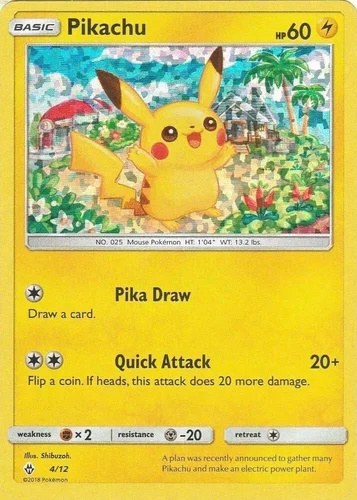 BASIC Pikachu HP60
NO. 025 Mouse Pokémon HT: 1'04" WT: 13.2 lbs.
Pika Draw
Draw a card.
Quick Attack 20+
Flip a coin. If heads, this attack does 20 more damage.
weakness ×2 resistance -20 retreat
Illus. Shibuzoh.
4/12
©2018 Pokémon
A plan was recently announced to gather many
Pikachu and make an electric power plant.